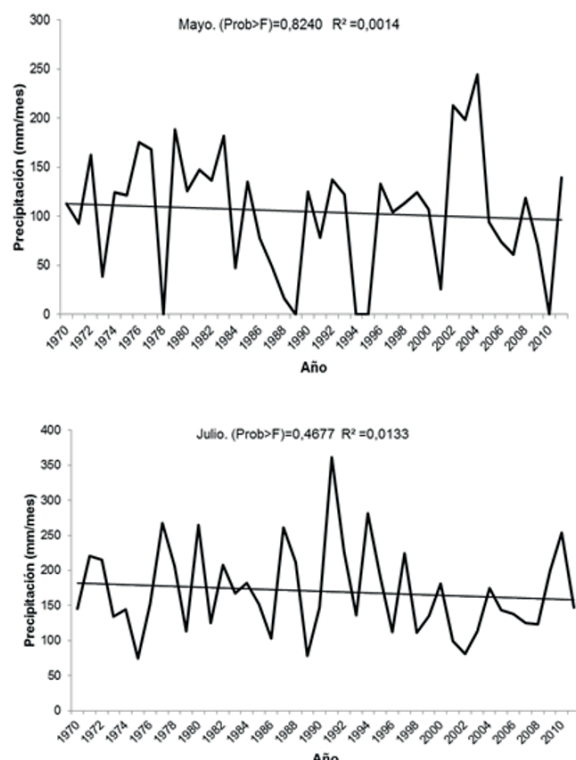 Mayo. (Prob>F)=0,8240 R² =0,0014
Precipitación (mm/mes)
300
250
200
150
100
50
0
1970 1972 1974 1976 1978 1980 1982 1984 1986 1988 1990 1992 1994 1996 1998 2000 2002 2004 2006 2008 2010
Año
Julio. (Prob>F)=0,4677 R² =0,0133
Precipitación (mm/mes)
400
350
300
250
200
150
100
50
0
1970 1972 1974 1976 1978 1980 1982 1984 1986 1988 1990 1992 1994 1996 1998 2000 2002 2004 2006 2008 2010
Año